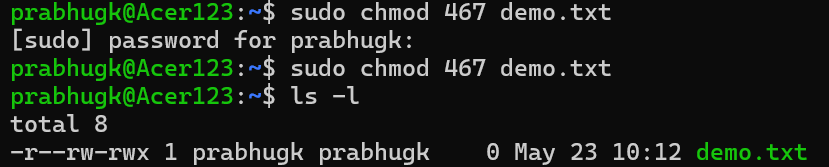 prabhugk@Acer123:~$ sudo chmod 467 demo.txt
[sudo] password for prabhugk:
prabhugk@Acer123:~$ sudo chmod 467 demo.txt
prabhugk@Acer123:~$ ls -l
total 8
-r--rw-rwx 1 prabhugk prabhugk    0 May 23 10:12 demo.txt